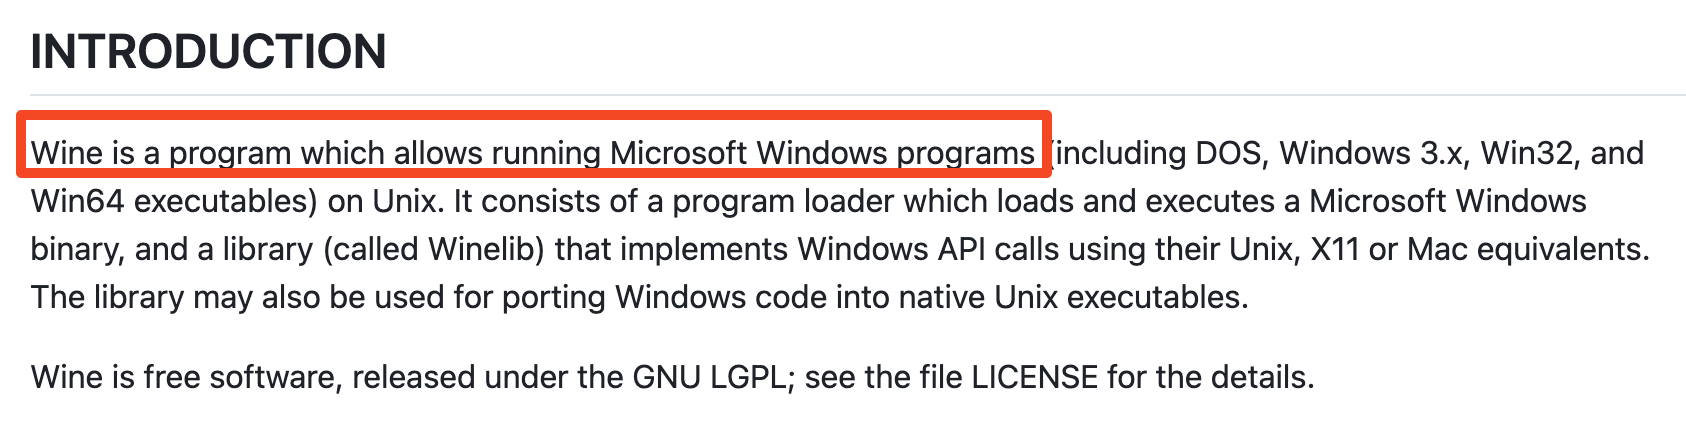 INTRODUCTION
Wine is a program which allows running Microsoft Windows programs (including DOS, Windows 3.x, Win32, and
Win64 executables) on Unix. It consists of a program loader which loads and executes a Microsoft Windows
binary, and a library (called Winelib) that implements Windows API calls using their Unix, X11 or Mac equivalents.
The library may also be used for porting Windows code into native Unix executables.
Wine is free software, released under the GNU LGPL; see the file LICENSE for the details.